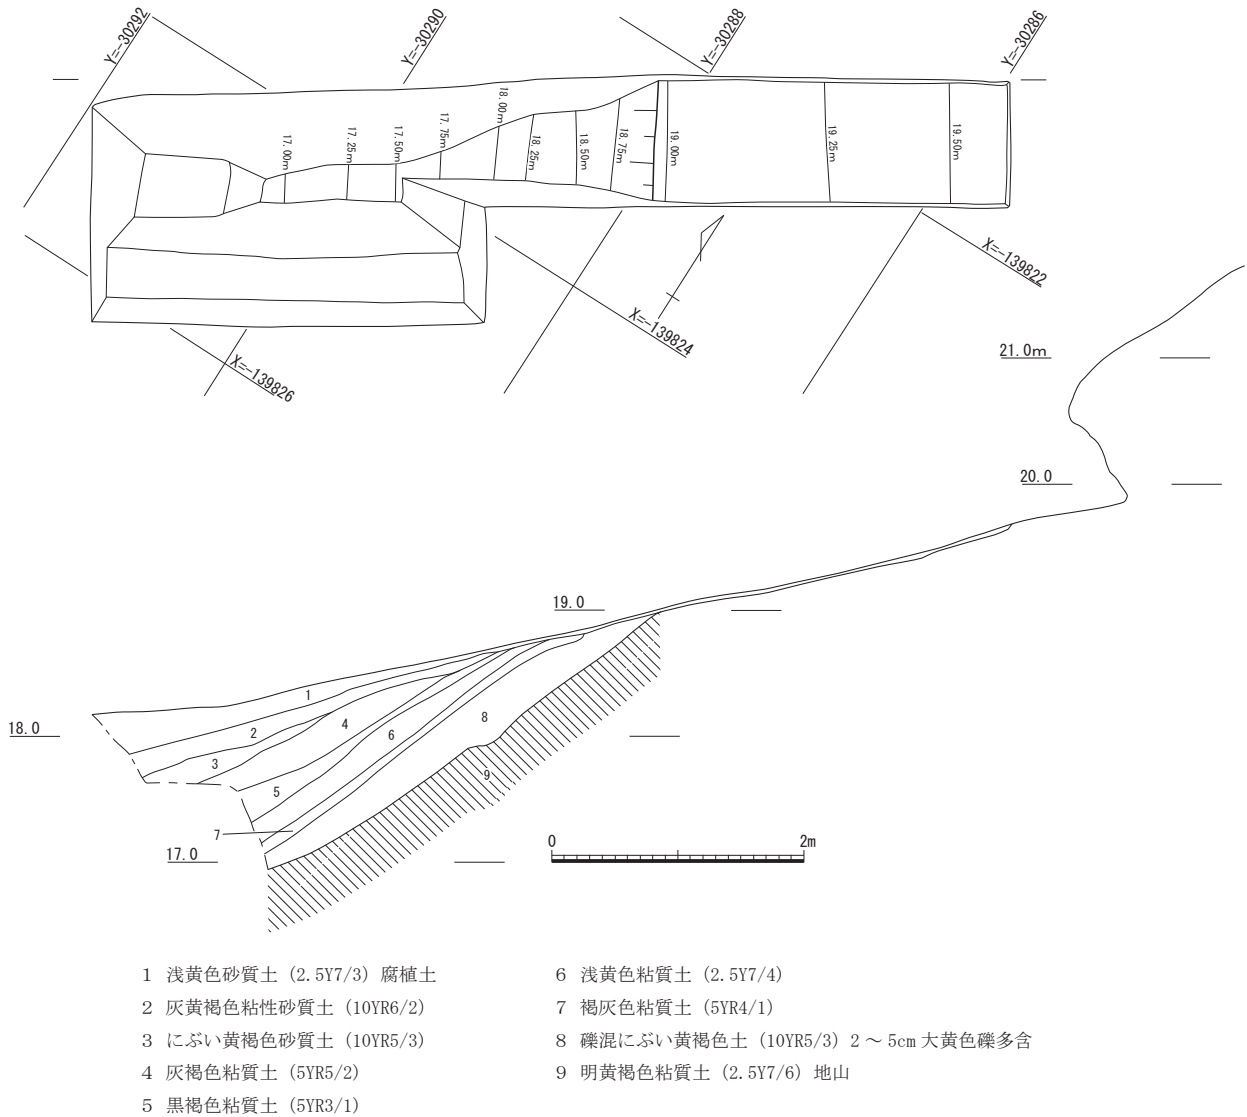 Y=-30292
Y=-30290
Y=-30288
Y=-30286
17.00m
17.25m
17.50m
17.75m
18.00m
18.25m
18.50m
18.75m
19.00m
19.25m
19.50m
X=-139822
X=-139824
X=-139826
21.0m
20.0
19.0
18.0
17.0
1
2
3
4
5
6
7
8
9
0
2m
1 浅黄色砂質土（2.5Y7/3）腐植土
2 灰黄褐色粘性砂質土（10YR6/2）
3 にぶい黄褐色砂質土（10YR5/3）
4 灰褐色粘質土（5YR5/2）
5 黒褐色粘質土（5YR3/1）
6 浅黄色粘質土（2.5Y7/4）
7 褐灰色粘質土（5YR4/1）
8 礫混にぶい黄褐色土（10YR5/3）2～5cm大黄色礫多含
9 明黄褐色粘質土（2.5Y7/6）地山